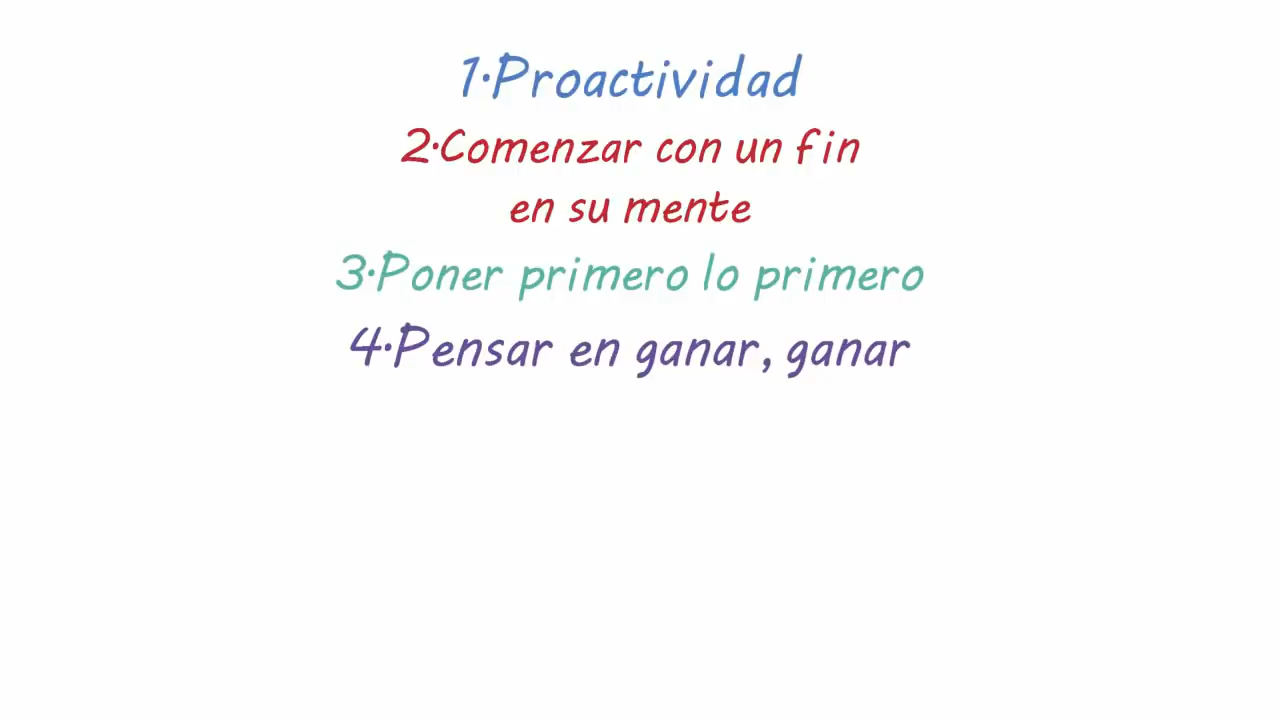 1.Proactividad
2.Comenzar con un fin
en su mente
3.Poner primero lo primero
4.Pensar en ganar, ganar